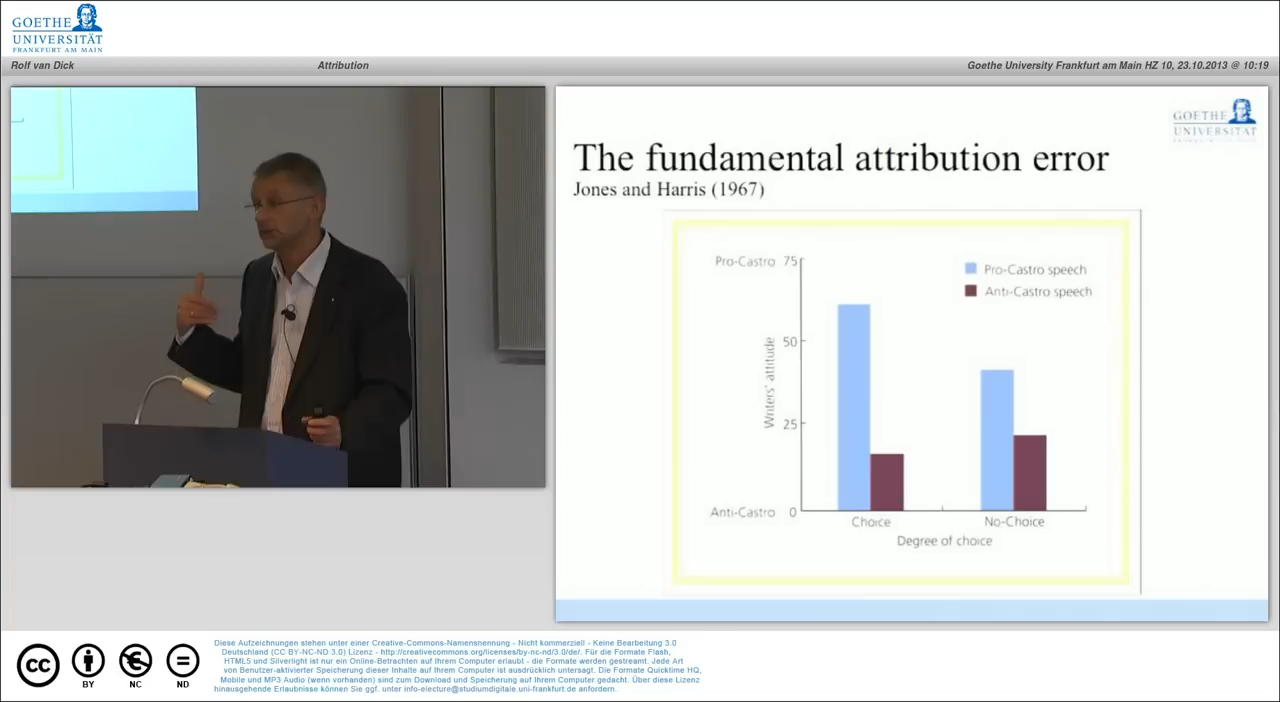 GOETHE
UNIVERSITÄT
FRANKFURT AM MAIN
Rolf van Dick
Attribution
Goethe University Frankfurt am Main HZ 10, 23.10.2013 @ 10:19
GOETHE
UNIVERSITAT
The fundamental attribution error
Jones and Harris (1967)
Pro-Castro 75
Pro-Castro speech
Anti-Castro speech
50
Writers' attitude
25
Anti-Castro 0
Choice
No-Choice
Degree of choice
cc
BY
NC
ND
Diese Aufzeichnungen stehen unter einer Creative-Commons-Namensnennung - Nicht kommerziell - Keine Bearbeitung 3.0
Deutschland (CC BY-NC-ND 3.0) Lizenz - http://creativecommons.org/licenses/by-nc-nd/3.0/de/. Für die Formate Flash,
HTML5 und Silverlight ist nur ein Online-Betrachten auf Ihrem Computer erlaubt - die Formate werden gestreamt. Jede Art
von Benutzer-aktivierter Speicherung dieser Inhalte auf Ihrem Computer ist ausdrücklich untersagt. Die Formate Quicktime HQ,
Mobile und MP3 Audio (wenn vorhanden) sind zum Download und Speicherung auf Ihrem Computer gedacht. Über diese Lizenz
hinausgehende Erlaubnisse können Sie ggf. unter info-electure@studiumdigitale.uni-frankfurt.de anfordern.